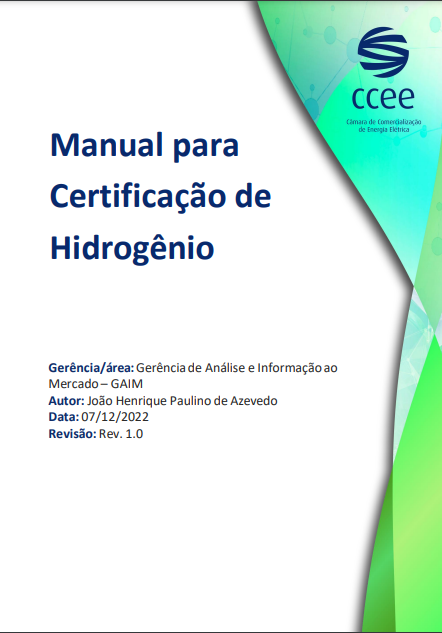 ccee
Câmara de Comercialização
de Energia Elétrica
Manual para
Certificação de
Hidrogênio
Gerência/área: Gerência de Análise e Informação ao
Mercado – GAIM
Autor: João Henrique Paulino de Azevedo
Data: 07/12/2022
Revisão: Rev. 1.0